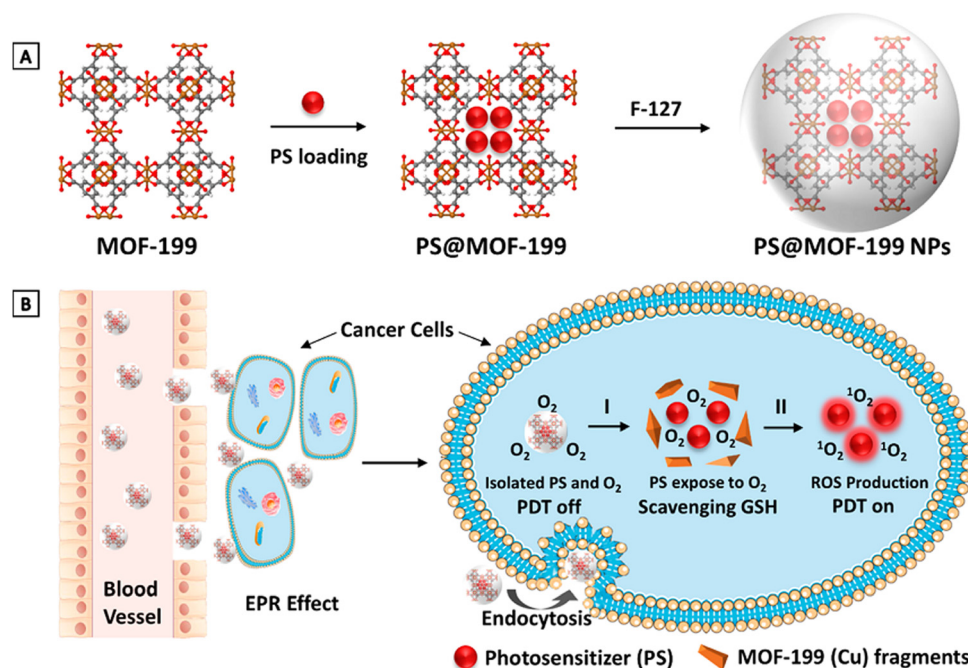 A
PS loading
F-127
MOF-199
PS@MOF-199
PS@MOF-199 NPs
B
Cancer Cells
Blood
Vessel
EPR Effect
O₂
O₂
O₂
Isolated PS and O₂
PDT off
I
O₂
O₂
O₂
PS expose to O₂
Scavenging GSH
II
¹O₂
¹O₂
¹O₂
ROS Production
PDT on
Endocytosis
Photosensitizer (PS)
MOF-199 (Cu) fragments